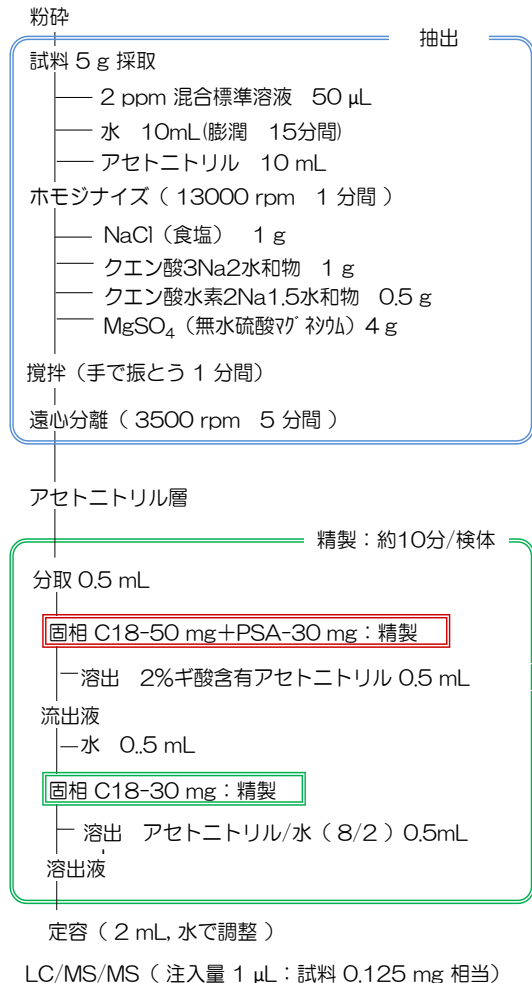 粉砕
抽出
試料 5 g 採取
2 ppm 混合標準溶液 50 μL
水 10mL(膨潤 15分間)
アセトニトリル 10 mL
ホモジナイズ（ 13000 rpm 1 分間 ）
NaCl（食塩） 1 g
クエン酸3Na2水和物 1 g
クエン酸水素2Na1.5水和物 0.5 g
MgSO₄（無水硫酸ﾏｸﾞﾈｼｳﾑ）4 g
撹拌（手で振とう 1 分間）
遠心分離（ 3500 rpm 5 分間 ）
アセトニトリル層
精製：約10分/検体
分取 0.5 mL
固相 C18-50 mg＋PSA-30 mg：精製
溶出 2%ギ酸含有アセトニトリル 0.5 mL
流出液
水 0..5 mL
固相 C18-30 mg：精製
溶出 アセトニトリル/水（ 8/2 ）0.5mL
溶出液
定容（ 2 mL, 水で調整 ）
LC/MS/MS（ 注入量 1 μL：試料 0.125 mg 相当）